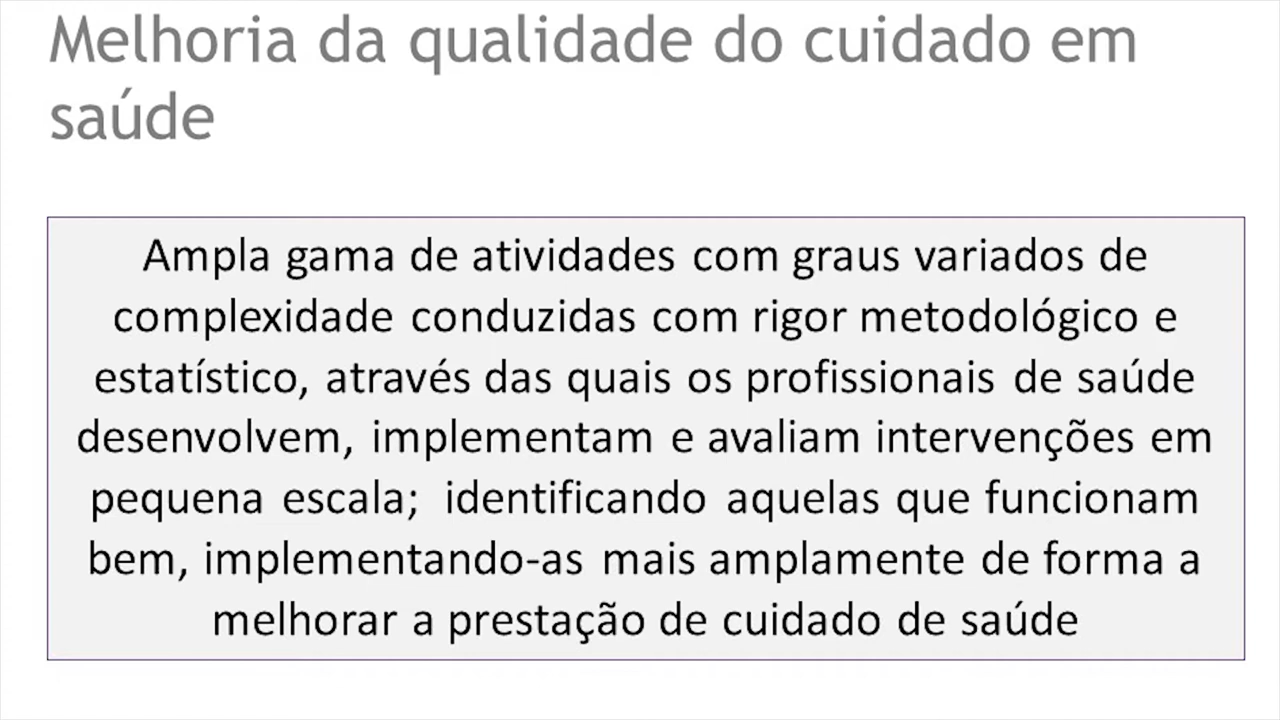 Melhoria da qualidade do cuidado em
saúde
Ampla gama de atividades com graus variados de
complexidade conduzidas com rigor metodológico e
estatístico, através das quais os profissionais de saúde
desenvolvem, implementam e avaliam intervenções em
pequena escala; identificando aquelas que funcionam
bem, implementando-as mais amplamente de forma a
melhorar a prestação de cuidado de saúde